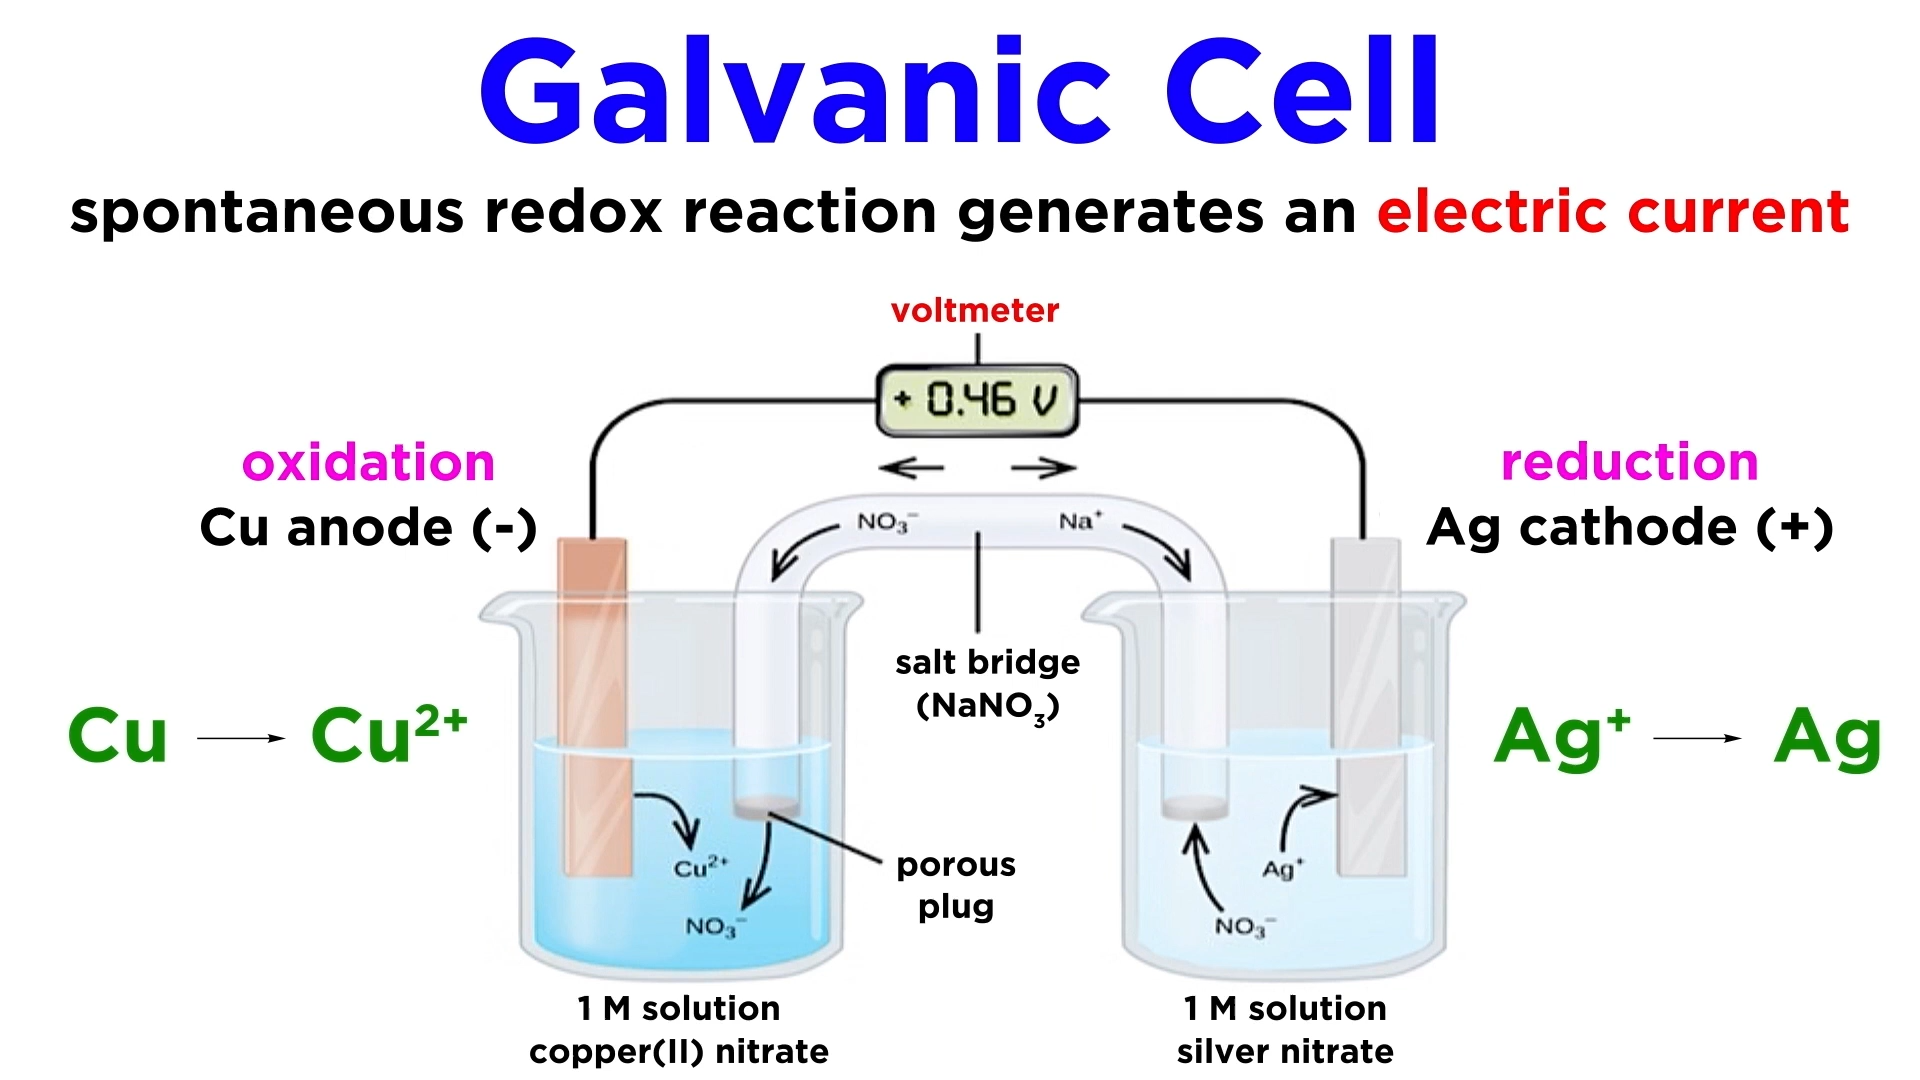 Galvanic Cell
spontaneous redox reaction generates an electric current
voltmeter
+ 0.46 V
oxidation
Cu anode (-)
reduction
Ag cathode (+)
NO₃⁻
Na⁺
salt bridge
(NaNO₃)
Cu → Cu²⁺
Ag⁺ → Ag
Cu²⁺
NO₃⁻
porous
plug
Ag⁺
NO₃⁻
1 M solution
copper(II) nitrate
1 M solution
silver nitrate